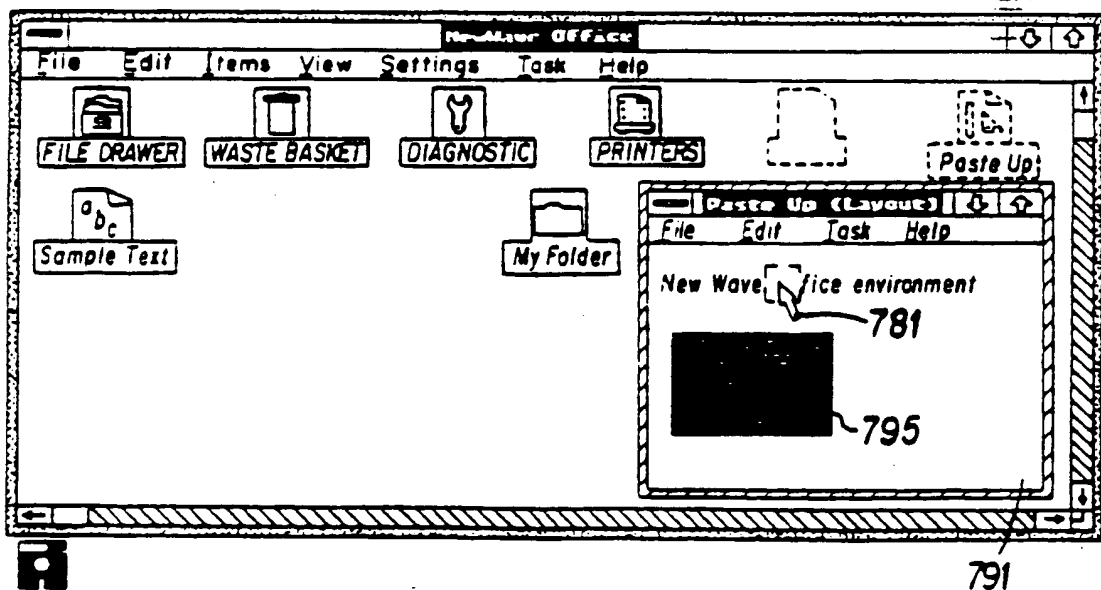 NewWave Office
File Edit Items View Settings Task Help
FILE DRAWER WASTE BASKET DIAGNOSTIC PRINTERS Paste Up
Paste Up (Layout)
File Edit Task Help
abc
Sample Text My Folder
New Wave fice environment
781
795
791